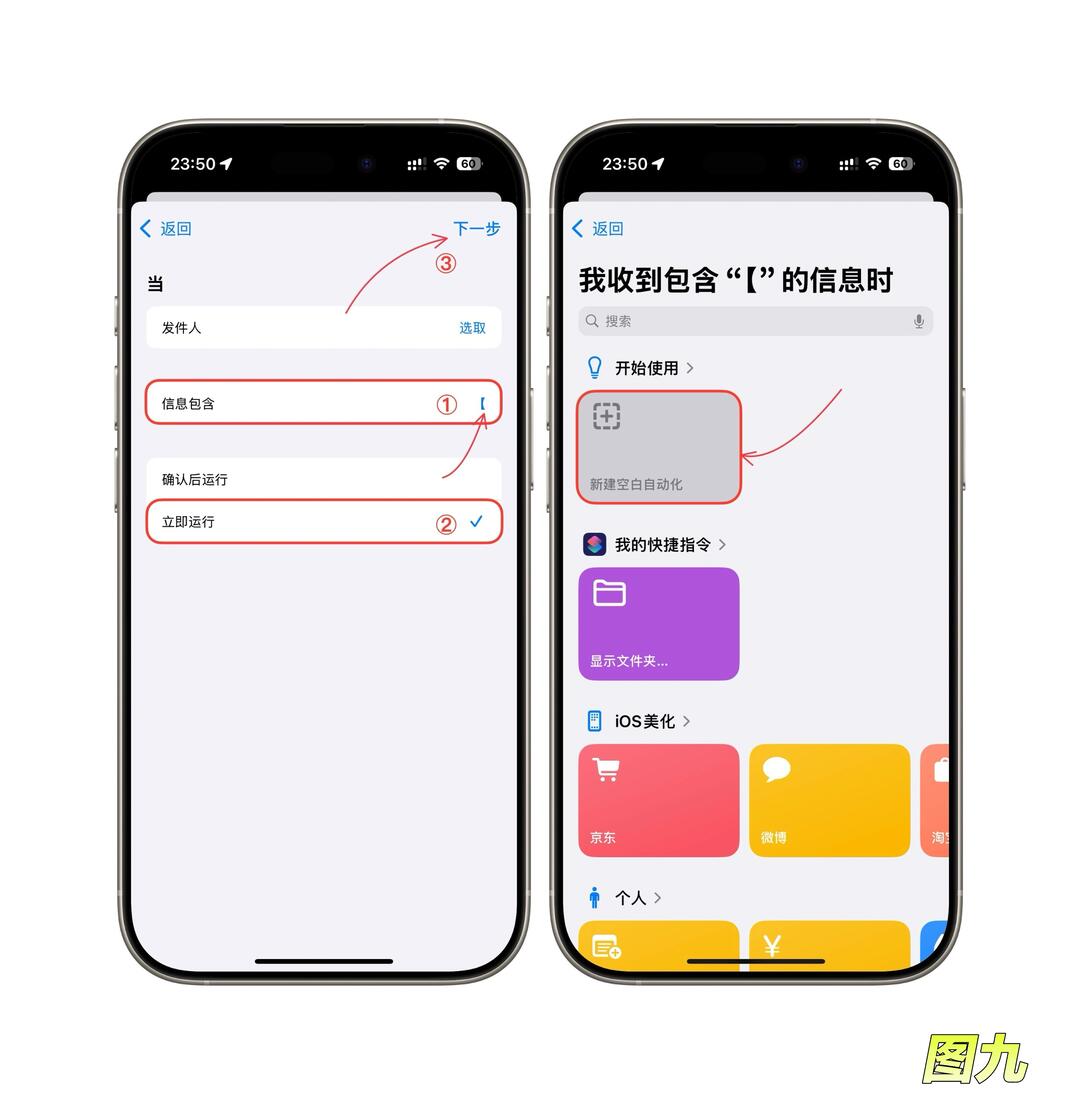 23:50
60
返回
下一步
③
当
发件人
选取
信息包含
①
【
确认后运行
立即运行
②
23:50
60
返回
我收到包含“【”的信息时
搜索
开始使用
新建空白自动化
我的快捷指令
显示文件夹...
iOS美化
京东
微博
淘宝
个人
¥
图九